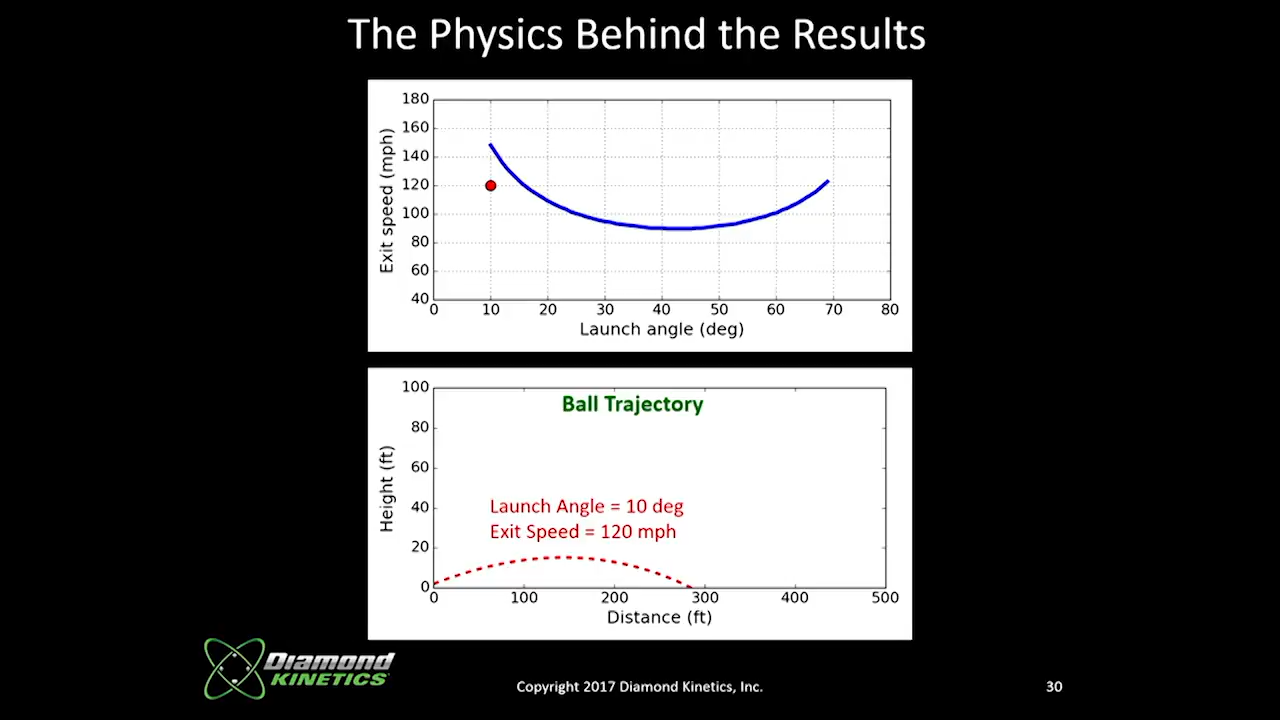 The Physics Behind the Results
180
160
140
120
100
80
60
40
Exit speed (mph)
0 10 20 30 40 50 60 70 80
Launch angle (deg)
Ball Trajectory
100
80
60
40
20
0
Height (ft)
Launch Angle = 10 deg
Exit Speed = 120 mph
0 100 200 300 400 500
Distance (ft)
Diamond
KINETICS
Copyright 2017 Diamond Kinetics, Inc.
30